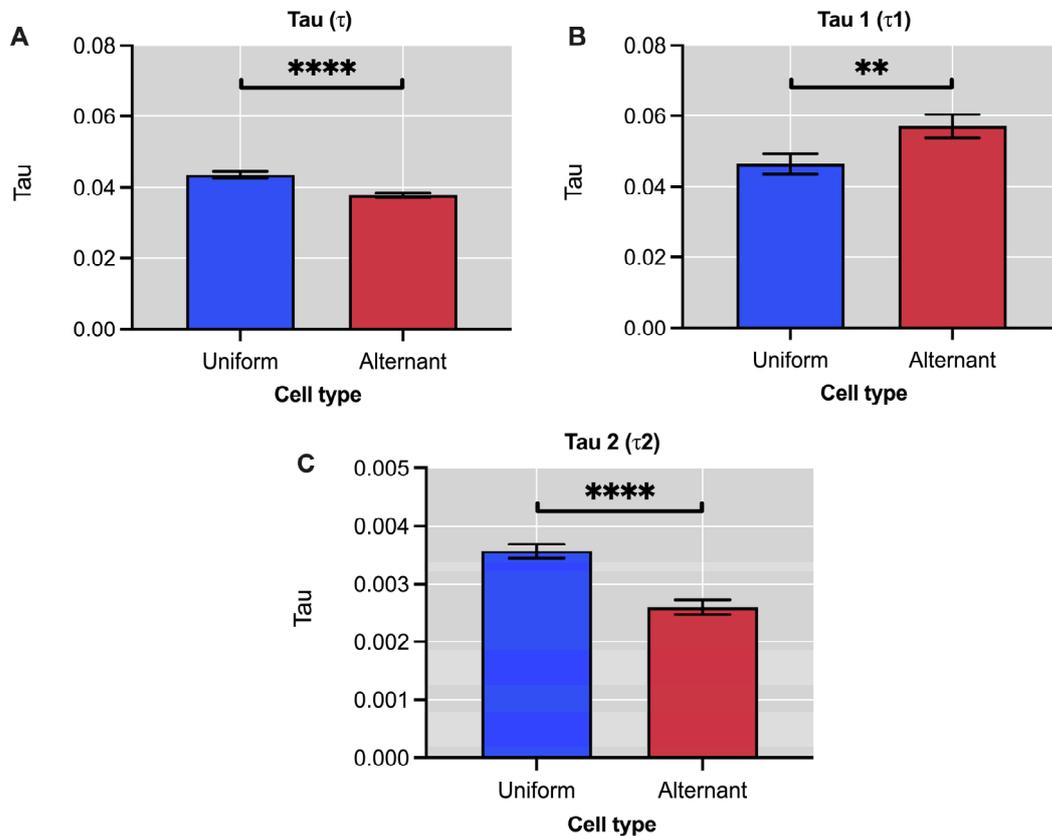 A
Tau (τ)
****
0.08
0.06
0.04
0.02
0.00
Tau
Uniform
Alternant
Cell type
B
Tau 1 (τ1)
**
0.08
0.06
0.04
0.02
0.00
Tau
Uniform
Alternant
Cell type
C
Tau 2 (τ2)
****
0.005
0.004
0.003
0.002
0.001
0.000
Tau
Uniform
Alternant
Cell type